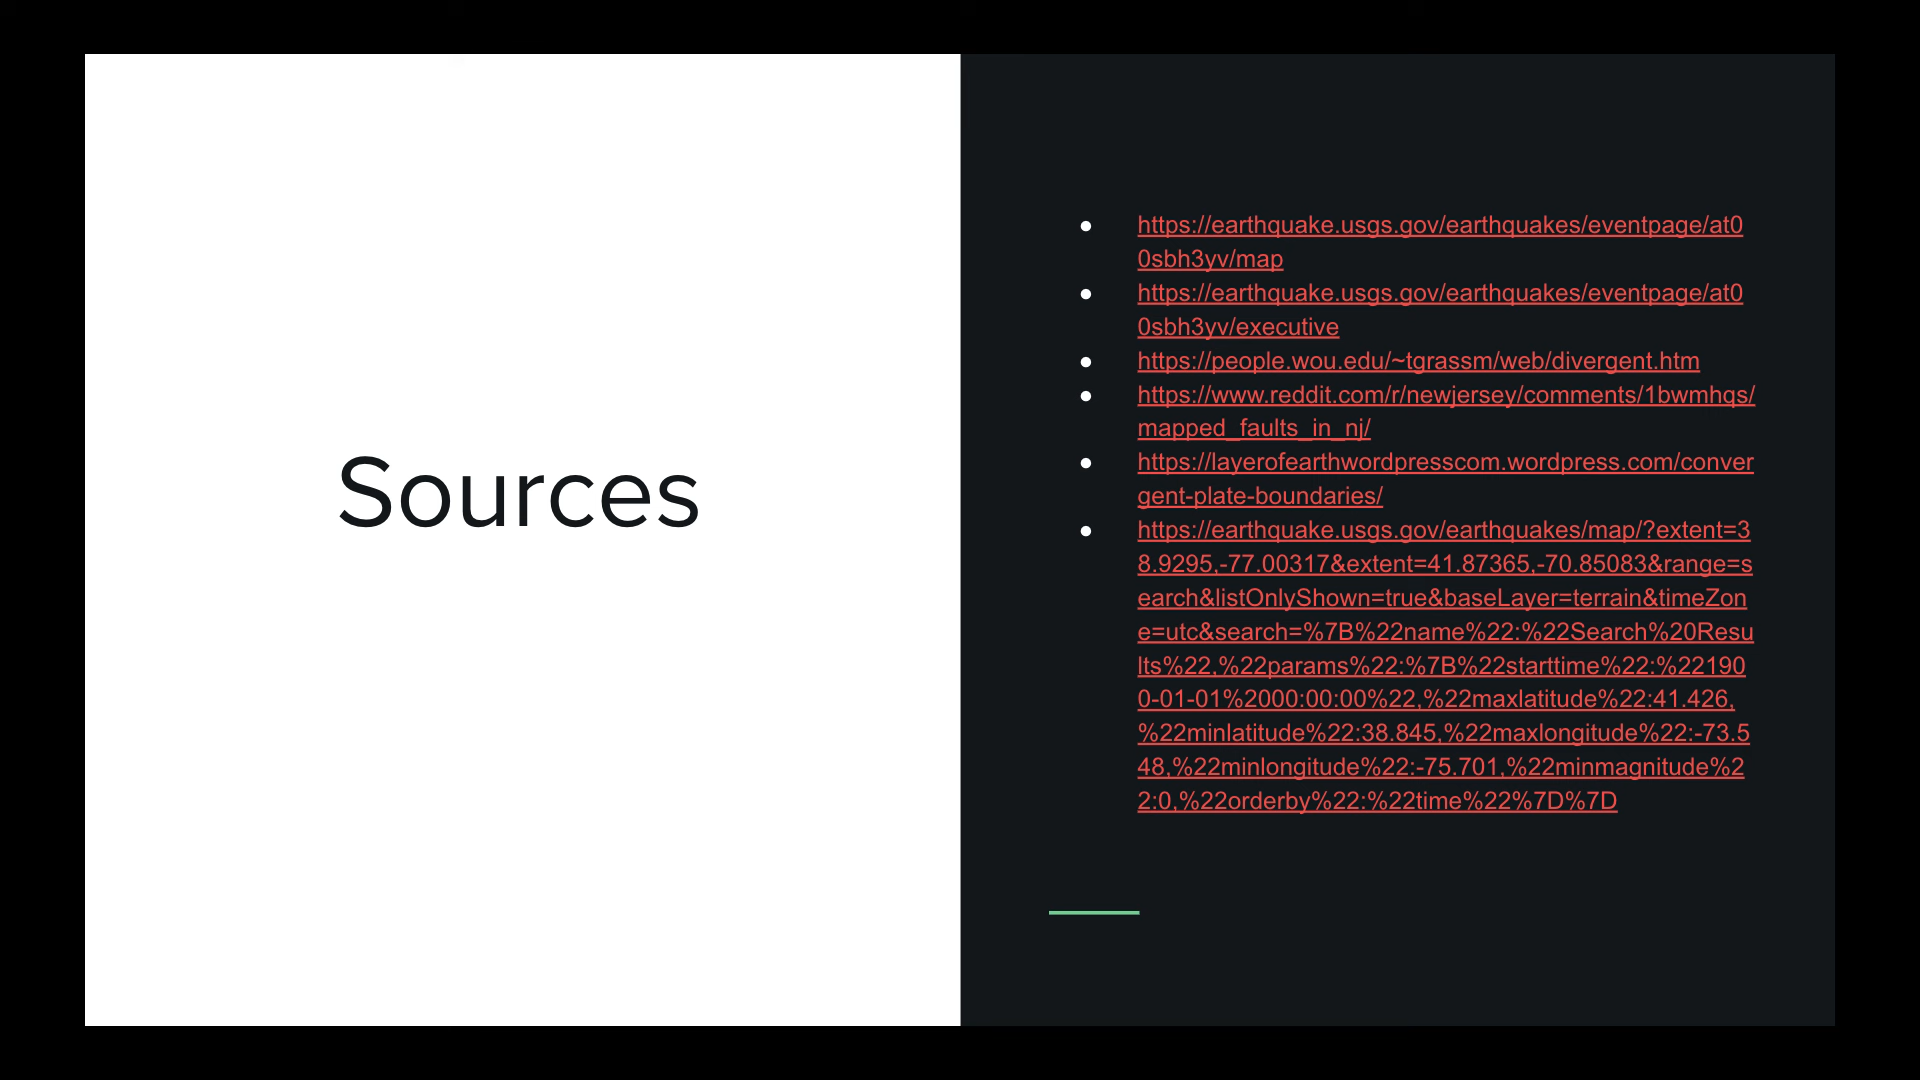 Sources
https://earthquake.usgs.gov/earthquakes/eventpage/at0
0sbh3yv/map
https://earthquake.usgs.gov/earthquakes/eventpage/at0
0sbh3yv/executive
https://people.wou.edu/~tgrassm/web/divergent.htm
https://www.reddit.com/r/newjersey/comments/1bwmhqs/
mapped_faults_in_nj/
https://layerofearthwordpresscom.wordpress.com/conver
gent-plate-boundaries/
https://earthquake.usgs.gov/earthquakes/map/?extent=3
8.9295,-77.00317&extent=41.87365,-70.85083&range=s
earch&listOnlyShown=true&baseLayer=terrain&timeZon
e=utc&search=%7B%22name%22:%22Search%20Resu
lts%22,%22params%22:%7B%22starttime%22:%22190
0-01-01%2000:00:00%22,%22maxlatitude%22:41.426,
%22minlatitude%22:38.845,%22maxlongitude%22:-73.5
48,%22minlongitude%22:-75.701,%22minmagnitude%2
2:0,%22orderby%22:%22time%22%7D%7D